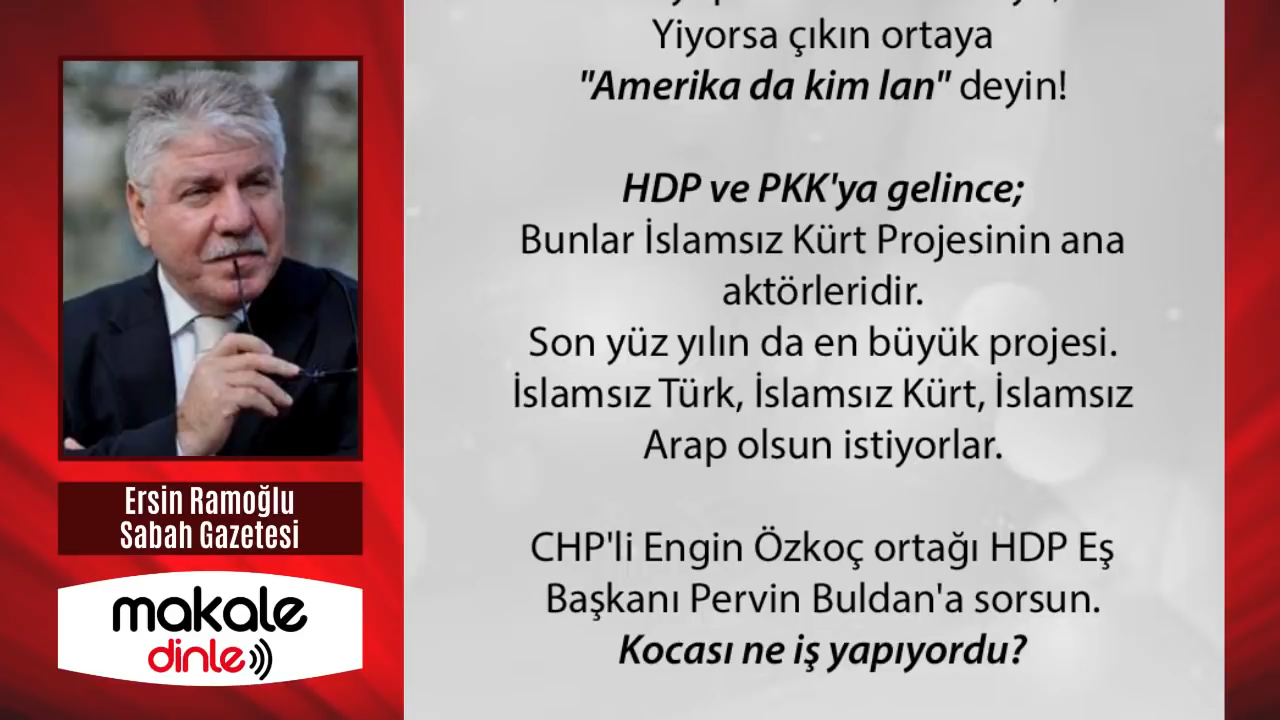 Yiyorsa çıkın ortaya
"Amerika da kim lan" deyin!
HDP ve PKK'ya gelince;
Bunlar İslamsız Kürt Projesinin ana
aktörleridir.
Son yüz yılın da en büyük projesi.
İslamsız Türk, İslamsız Kürt, İslamsız
Arap olsun istiyorlar.
CHP'li Engin Özkoç ortağı HDP Eş
Başkanı Pervin Buldan'a sorsun.
Kocası ne iş yapıyordu?
Ersin Ramoğlu
Sabah Gazetesi
makale
dinle